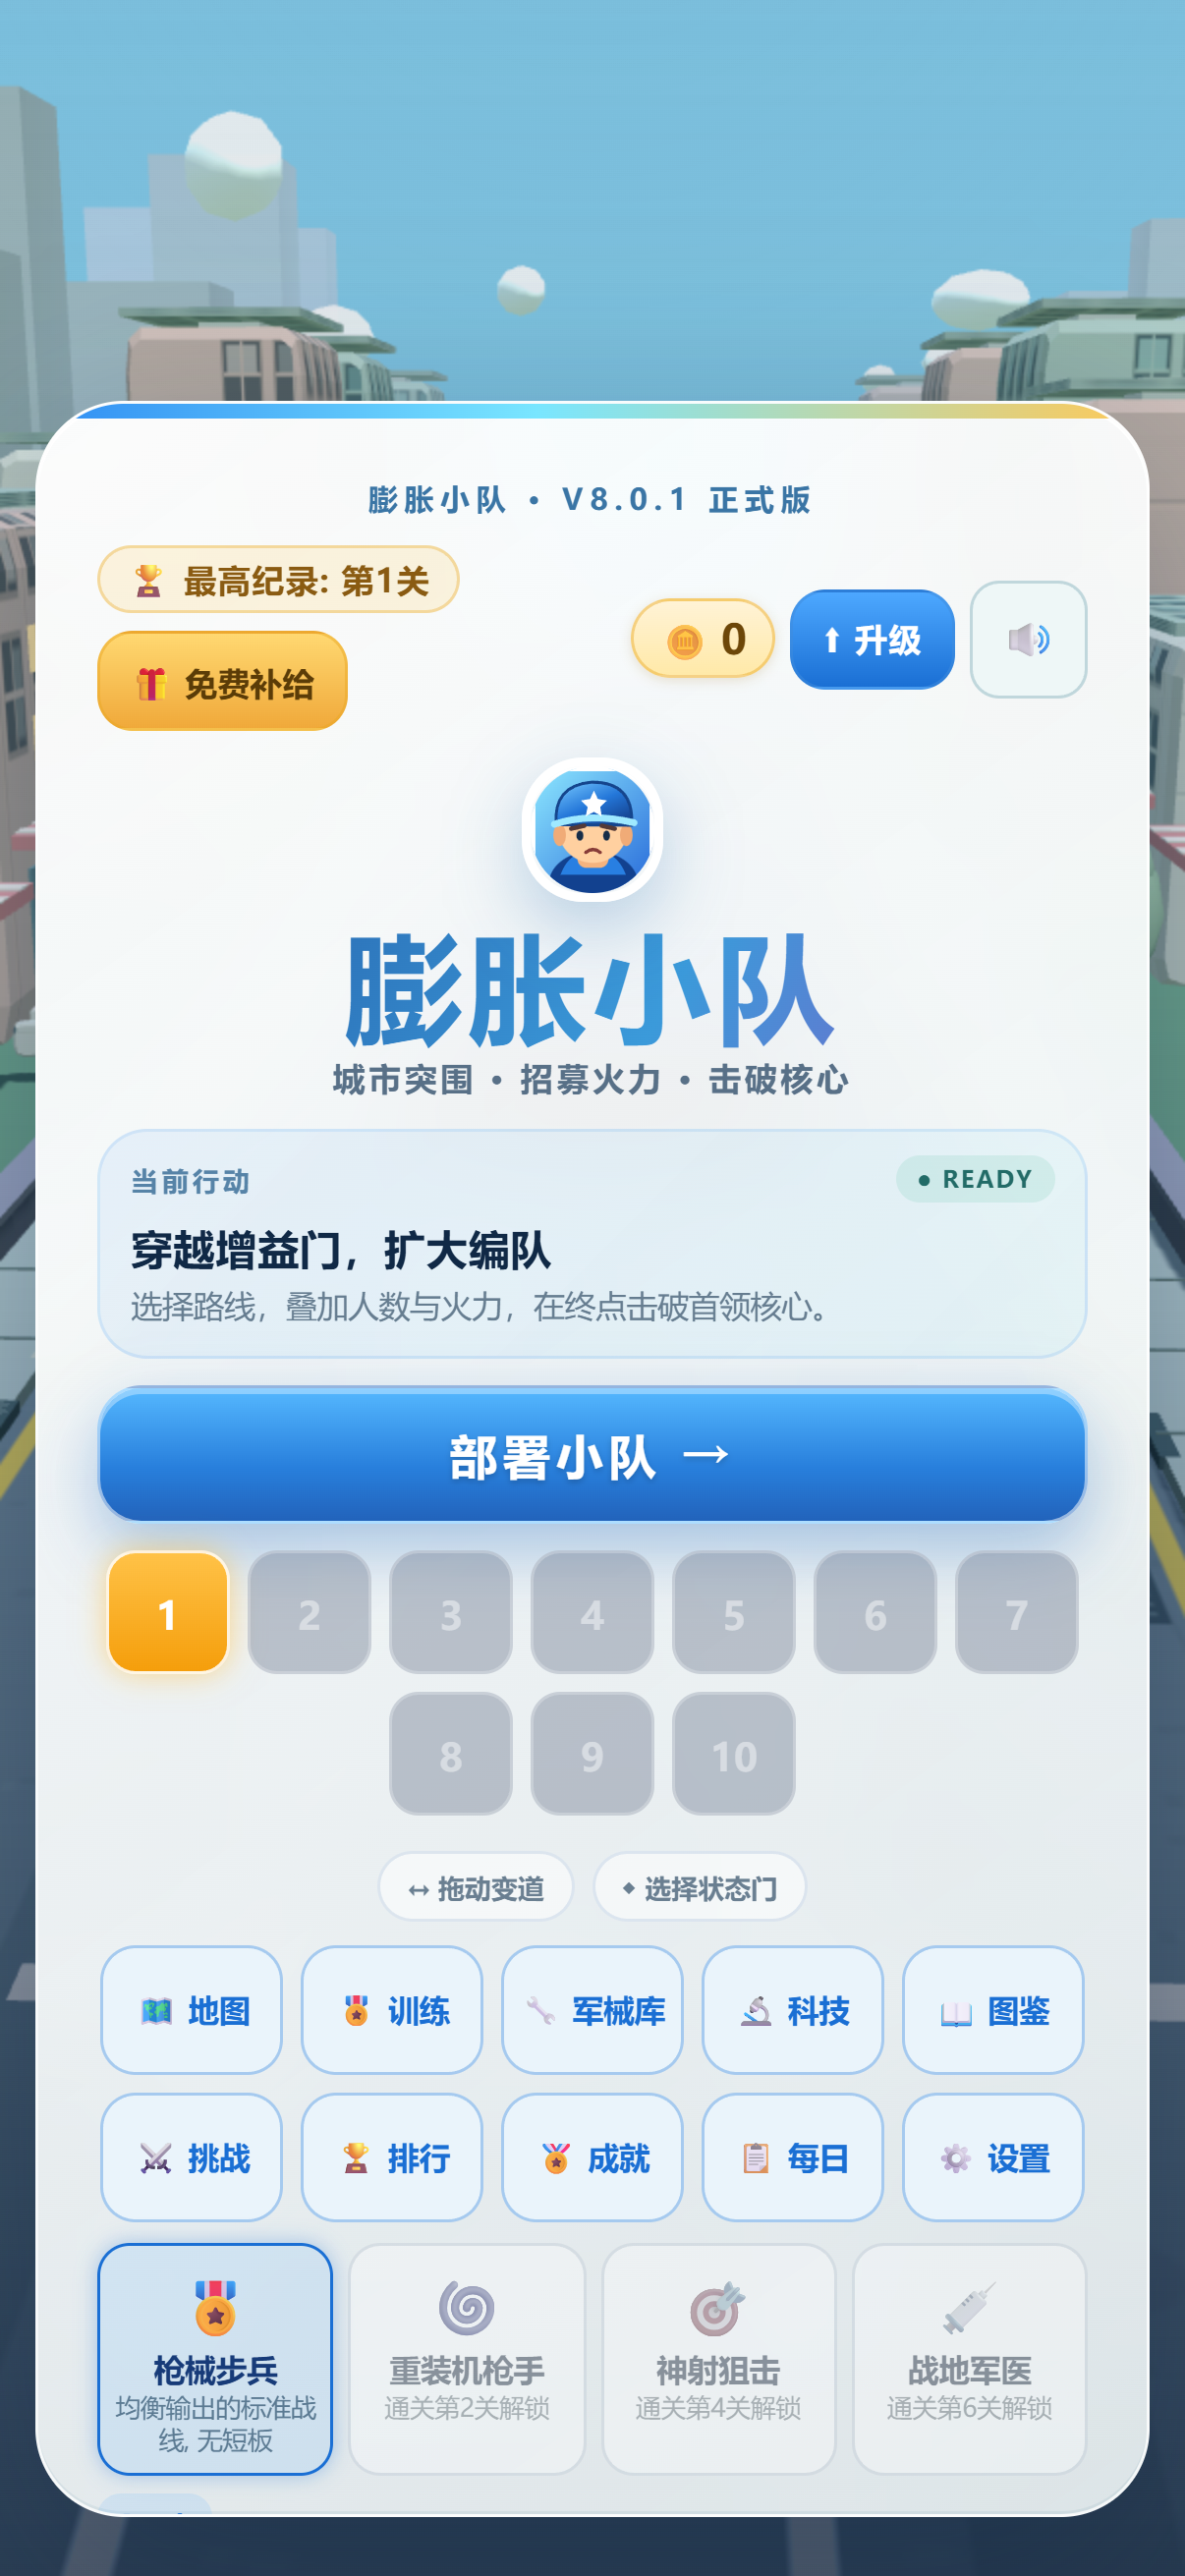 膨胀小队 • V8.0.1 正式版
最高纪录: 第1关
免费补给
0
升级
膨胀小队
城市突围 • 招募火力 • 击破核心
当前行动
• READY
穿越增益门，扩大编队
选择路线，叠加人数与火力，在终点击破首领核心。
部署小队 →
1 2 3 4 5 6 7
8 9 10
↔ 拖动变道
◆ 选择状态门
地图 训练 军械库 科技 图鉴
挑战 排行 成就 每日 设置
枪械步兵
均衡输出的标准战
线, 无短板
重装机枪手
通关第2关解锁
神射狙击
通关第4关解锁
战地军医
通关第6关解锁